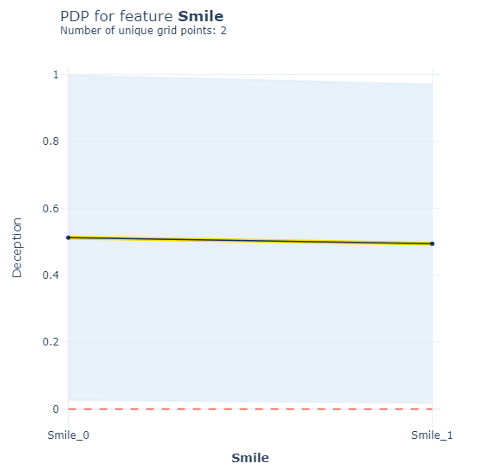 PDP for feature Smile
Number of unique grid points: 2
1
0.8
0.6
0.4
0.2
0
Deception
Smile_0
Smile_1
Smile